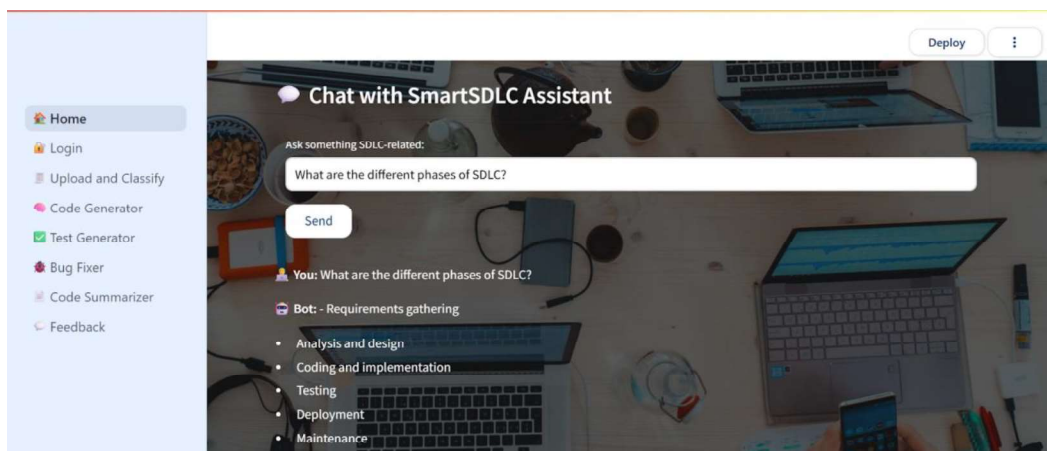 Deploy
Home
Login
Upload and Classify
Code Generator
Test Generator
Bug Fixer
Code Summarizer
Feedback
Chat with SmartSDLC Assistant
Ask something SDLC-related:
What are the different phases of SDLC?
Send
You: What are the different phases of SDLC?
Bot: - Requirements gathering
• Analysis and design
• Coding and implementation
• Testing
• Deployment
• Maintenance